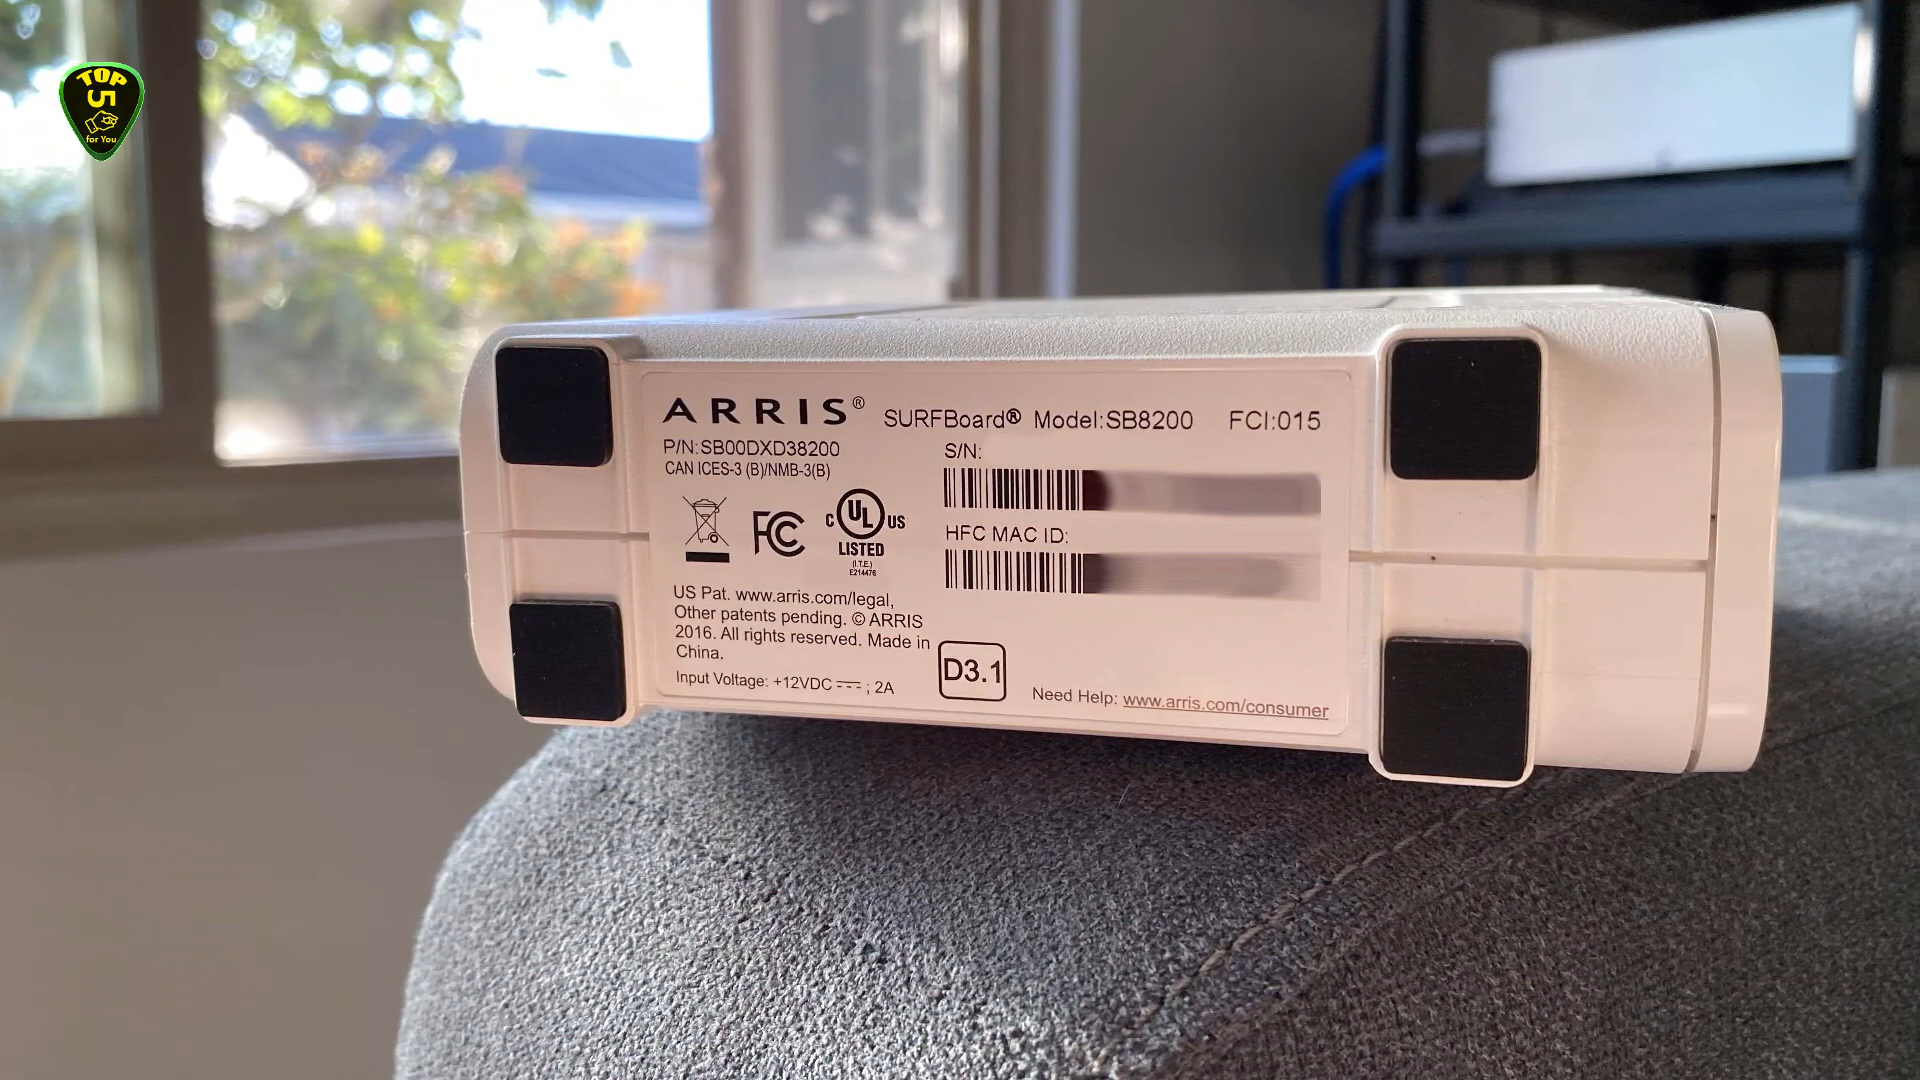 TOP
5
for You
ARRIS® SURFBoard® Model:SB8200 FCI:015
P/N:SB00DXD38200
CAN ICES-3 (B)/NMB-3(B)
S/N:
FC
C UL US
LISTED
(I.T.E.)
E214476
HFC MAC ID:
US Pat. www.arris.com/legal,
Other patents pending. © ARRIS
2016. All rights reserved. Made in
China.
Input Voltage: +12VDC ; 2A
D3.1
Need Help: www.arris.com/consumer